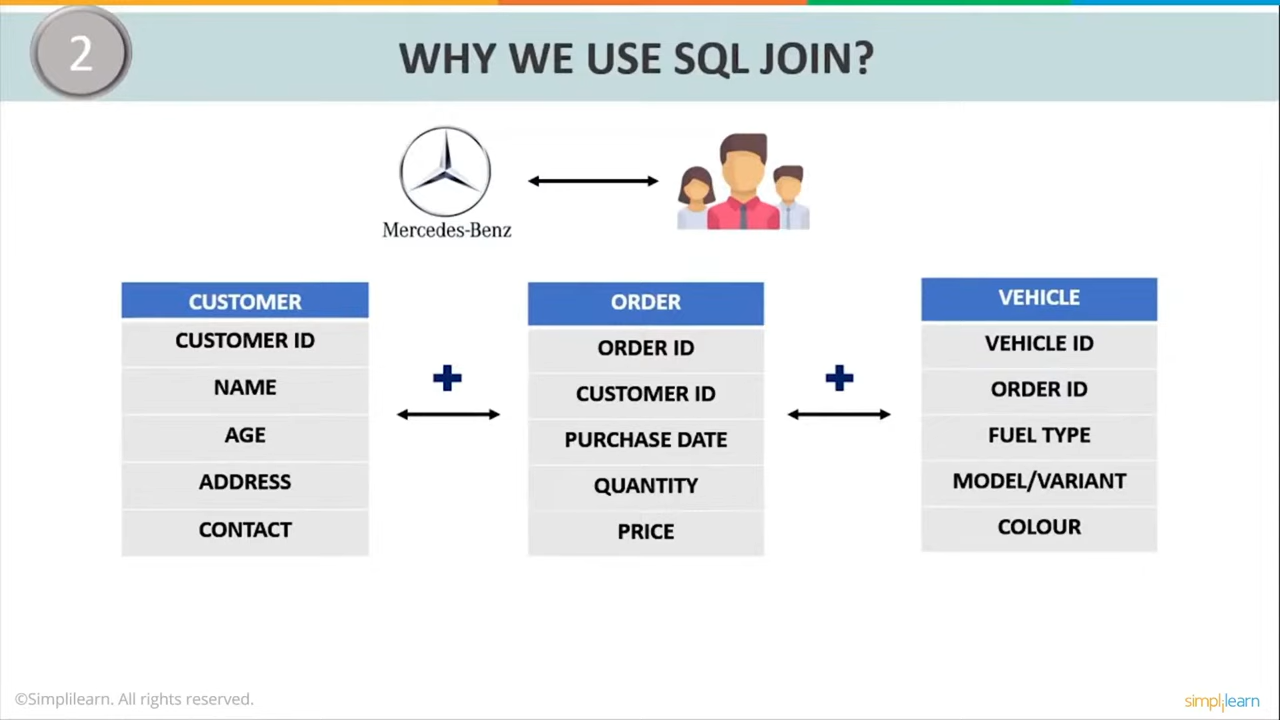 2
WHY WE USE SQL JOIN?
Mercedes-Benz
CUSTOMER
CUSTOMER ID
NAME
AGE
ADDRESS
CONTACT
ORDER
ORDER ID
CUSTOMER ID
PURCHASE DATE
QUANTITY
PRICE
VEHICLE
VEHICLE ID
ORDER ID
FUEL TYPE
MODEL/VARIANT
COLOUR
©Simplilearn. All rights reserved.
simplilearn